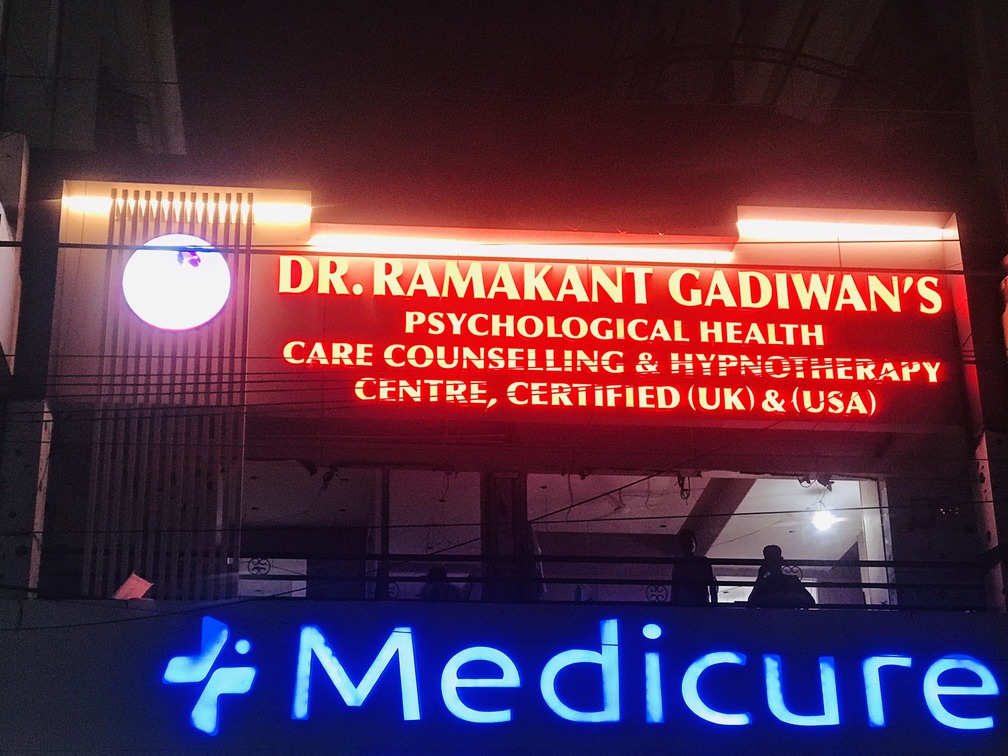 DR. RAMAKANT GADIWAN'S
PSYCHOLOGICAL HEALTH
CARE COUNSELLING & HYPNOTHERAPY
CENTRE, CERTIFIED (UK) & (USA)
Medicure